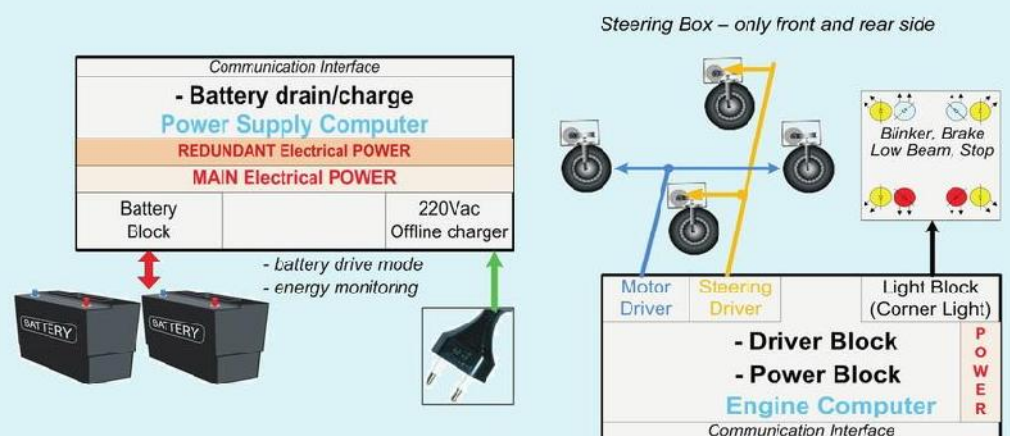 Steering Box – only front and rear side
Communication Interface
- Battery drain/charge
Power Supply Computer
REDUNDANT Electrical POWER
MAIN Electrical POWER
Battery
Block
220Vac
Offline charger
- battery drive mode
- energy monitoring
BATTERY
BATTERY
Blinker, Brake
Low Beam, Stop
Motor
Driver
Steering
Driver
Light Block
(Corner Light)
- Driver Block
- Power Block
Engine Computer
POWER
Communication Interface